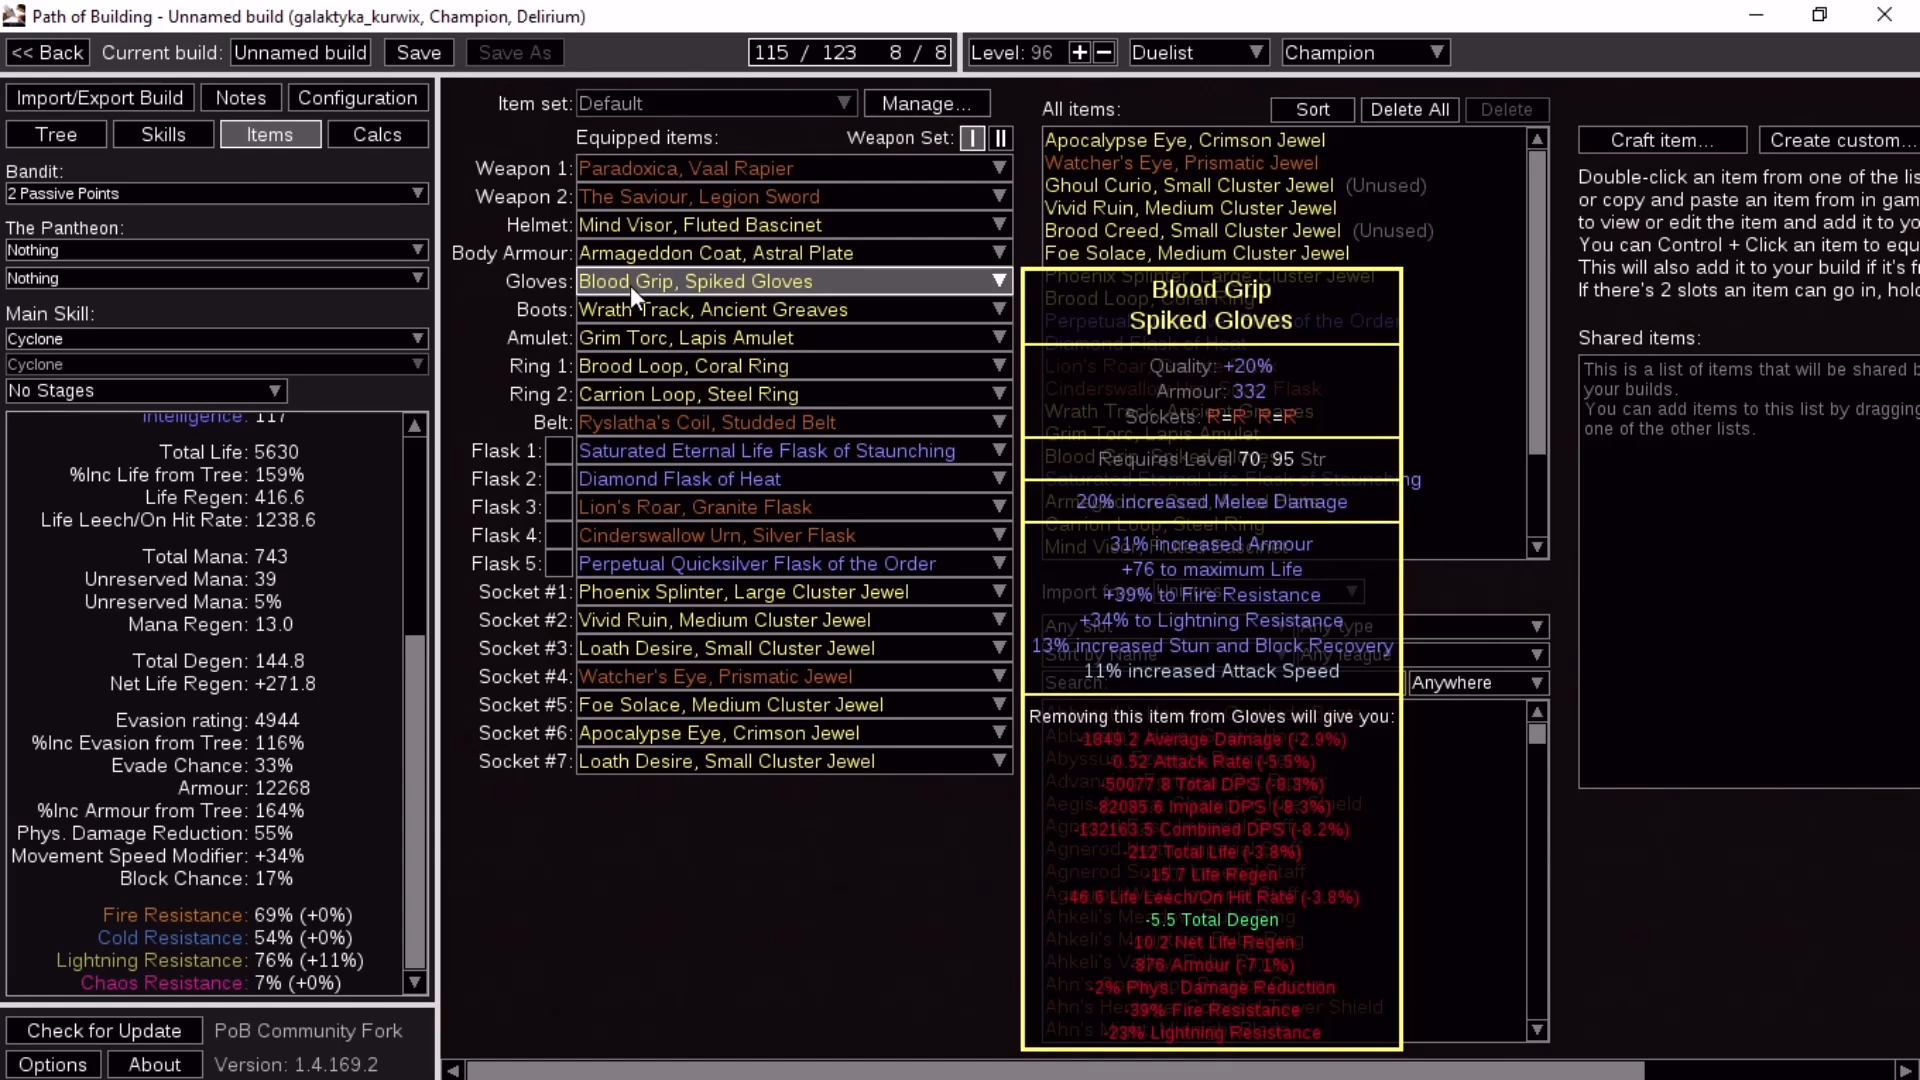 Path of Building - Unnamed build (galaktyka_kurwix, Champion, Delirium)
<< Back Current build: Unnamed build Save Save As 115 / 123 8 / 8 Level: 96 Duelist Champion
Import/Export Build Notes Configuration
Tree Skills Items Calcs
Bandit:
2 Passive Points
The Pantheon:
Nothing
Nothing
Main Skill:
Cyclone
Cyclone
No Stages
Intelligence: 117
Total Life: 5630
%Inc Life from Tree: 159%
Life Regen: 416.6
Life Leech/On Hit Rate: 1238.6
Total Mana: 743
Unreserved Mana: 39
Unreserved Mana: 5%
Mana Regen: 13.0
Total Degen: 144.8
Net Life Regen: +271.8
Evasion rating: 4944
%Inc Evasion from Tree: 116%
Evade Chance: 33%
Armour: 12268
%Inc Armour from Tree: 164%
Phys. Damage Reduction: 55%
Movement Speed Modifier: +34%
Block Chance: 17%
Fire Resistance: 69% (+0%)
Cold Resistance: 54% (+0%)
Lightning Resistance: 76% (+11%)
Chaos Resistance: 7% (+0%)
Check for Update PoB Community Fork
Options About Version: 1.4.169.2
Item set: Default Manage...
Equipped items: Weapon Set: I II
Weapon 1: Paradoxica, Vaal Rapier
Weapon 2: The Saviour, Legion Sword
Helmet: Mind Visor, Fluted Bascinet
Body Armour: Armageddon Coat, Astral Plate
Gloves: Blood Grip, Spiked Gloves
Boots: Wrath Track, Ancient Greaves
Amulet: Grim Torc, Lapis Amulet
Ring 1: Brood Loop, Coral Ring
Ring 2: Carrion Loop, Steel Ring
Belt: Ryslatha's Coil, Studded Belt
Flask 1: Saturated Eternal Life Flask of Staunching
Flask 2: Diamond Flask of Heat
Flask 3: Lion's Roar, Granite Flask
Flask 4: Cinderswallow Urn, Silver Flask
Flask 5: Perpetual Quicksilver Flask of the Order
Socket #1: Phoenix Splinter, Large Cluster Jewel
Socket #2: Vivid Ruin, Medium Cluster Jewel
Socket #3: Loath Desire, Small Cluster Jewel
Socket #4: Watcher's Eye, Prismatic Jewel
Socket #5: Foe Solace, Medium Cluster Jewel
Socket #6: Apocalypse Eye, Crimson Jewel
Socket #7: Loath Desire, Small Cluster Jewel
All items: Sort Delete All Delete
Apocalypse Eye, Crimson Jewel
Watcher's Eye, Prismatic Jewel
Ghoul Curio, Small Cluster Jewel (Unused)
Vivid Ruin, Medium Cluster Jewel
Brood Creed, Small Cluster Jewel (Unused)
Foe Solace, Medium Cluster Jewel
Blood Grip
Spiked Gloves
Quality: +20%
Armour: 332
Sockets: R=R R=R
Requires Level 70, 95 Str
20% increased Melee Damage
31% increased Armour
+76 to maximum Life
+39% to Fire Resistance
+34% to Lightning Resistance
13% increased Stun and Block Recovery
11% increased Attack Speed
Removing this item from Gloves will give you:
-1849.2 Average Damage (-2.9%)
-0.52 Attack Rate (-5.5%)
-50077.8 Total DPS (-8.3%)
-82085.6 Impale DPS (-8.3%)
-132163.5 Combined DPS (-8.2%)
-212 Total Life (-3.8%)
-15.7 Life Regen
-46.6 Life Leech/On Hit Rate (-3.8%)
-5.5 Total Degen
-10.2 Net Life Regen
-876 Armour (-7.1%)
-2% Phys. Damage Reduction
-39% Fire Resistance
-23% Lightning Resistance
Anywhere
Craft item... Create custom...
Double-click an item from one of the lis
or copy and paste an item from in gam
to view or edit the item and add it to yo
You can Control + Click an item to equ
This will also add it to your build if it's fr
If there's 2 slots an item can go in, hold
Shared items:
This is a list of items that will be shared b
your builds.
You can add items to this list by dragging
one of the other lists.